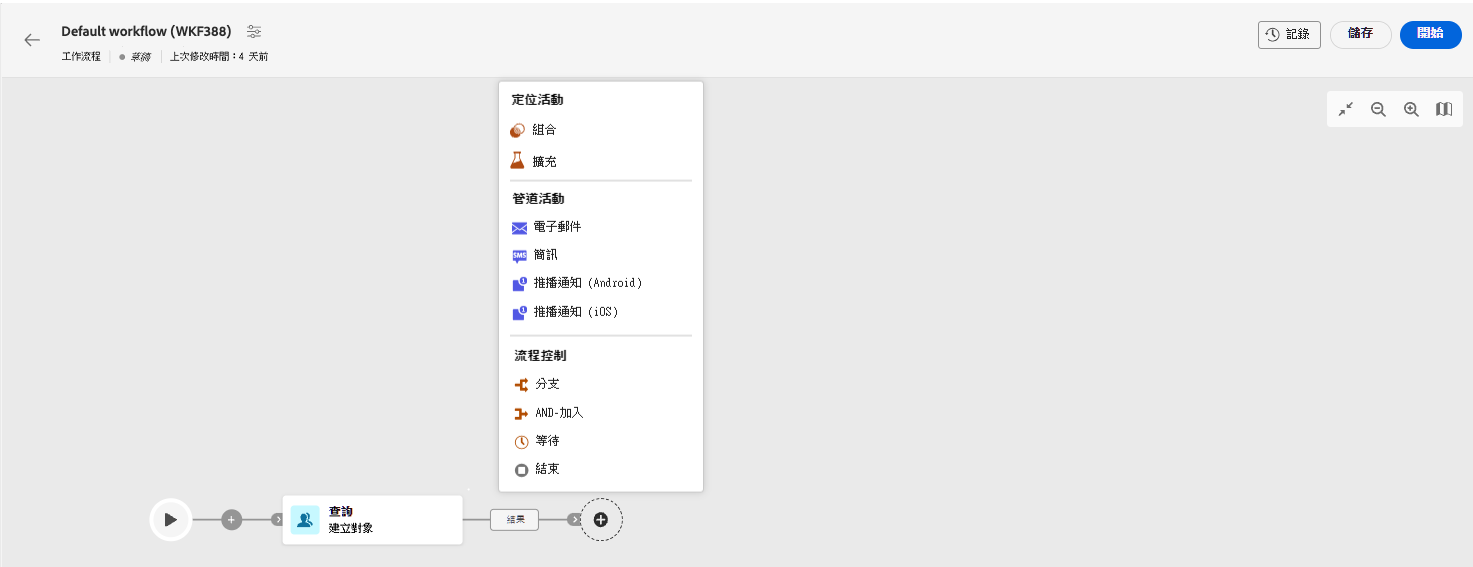 Default workflow (WKF388)
工作流程 草稿 上次修改時間：4 天前
記錄
儲存
開始
定位活動
組合
擴充
管道活動
電子郵件
SMS 簡訊
推播通知 (Android)
推播通知 (iOS)
流程控制
分支
AND-加入
等待
結束
查詢
建立對象
結果